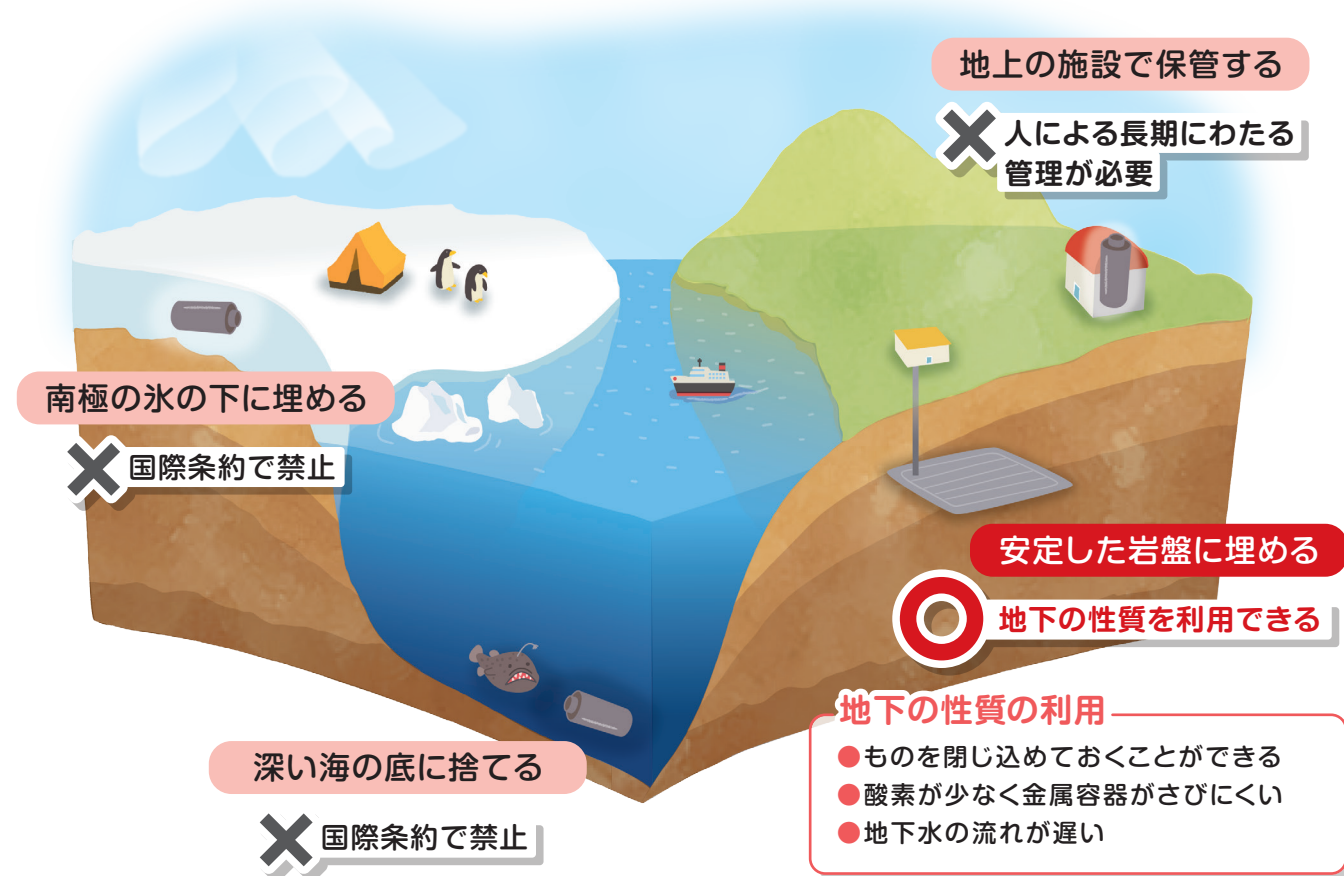 地上の施設で保管する
人による長期にわたる
管理が必要
南極の氷の下に埋める
国際条約で禁止
安定した岩盤に埋める
地下の性質を利用できる
地下の性質の利用
●ものを閉じ込めておくことができる
●酸素が少なく金属容器がさびにくい
●地下水の流れが遅い
深い海の底に捨てる
国際条約で禁止